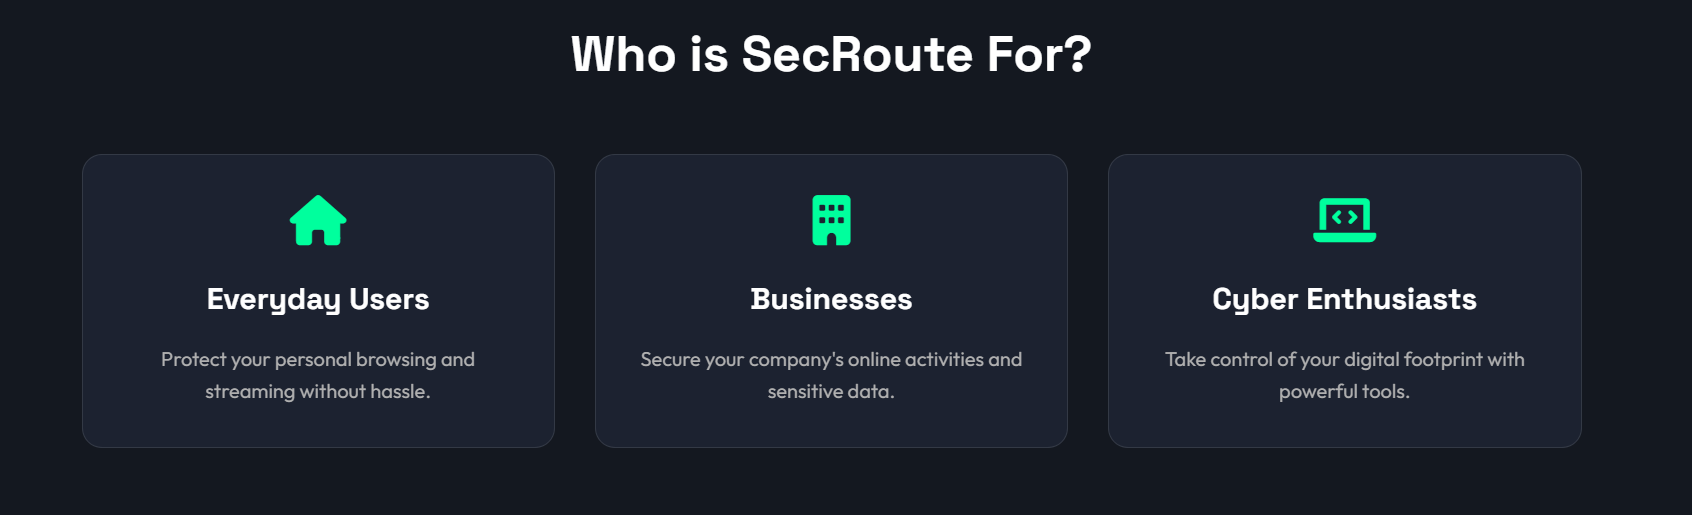 Who is SecRoute For?
Everyday Users
Protect your personal browsing and
streaming without hassle.
Businesses
Secure your company's online activities and
sensitive data.
Cyber Enthusiasts
Take control of your digital footprint with
powerful tools.